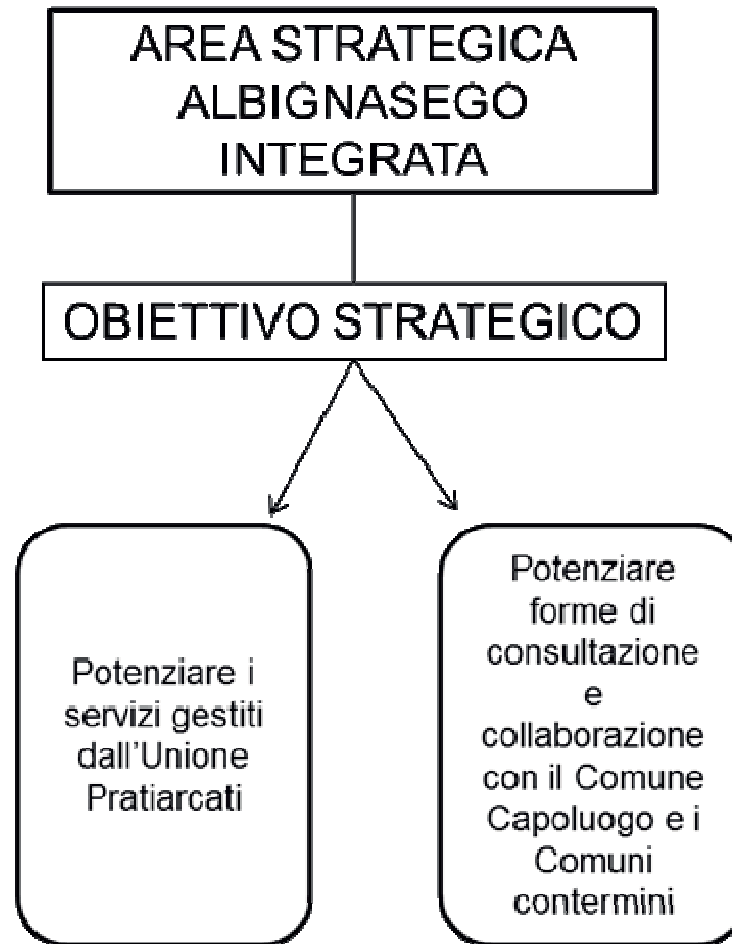 AREA STRATEGICA
ALBIGNASEGO
INTEGRATA
OBIETTIVO STRATEGICO
Potenziare i
servizi gestiti
dall'Unione
Pratiarcati
Potenziare
forme di
consultazione
e
collaborazione
con il Comune
Capoluogo e i
Comuni
contermini